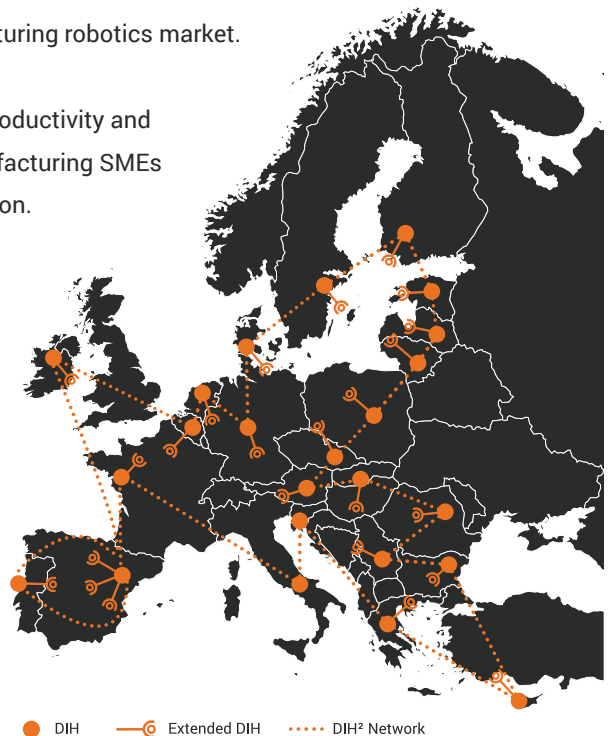 turing robotics market.
oductivity and
facturing SMEs
on.
DIH
Extended DIH
DIH² Network